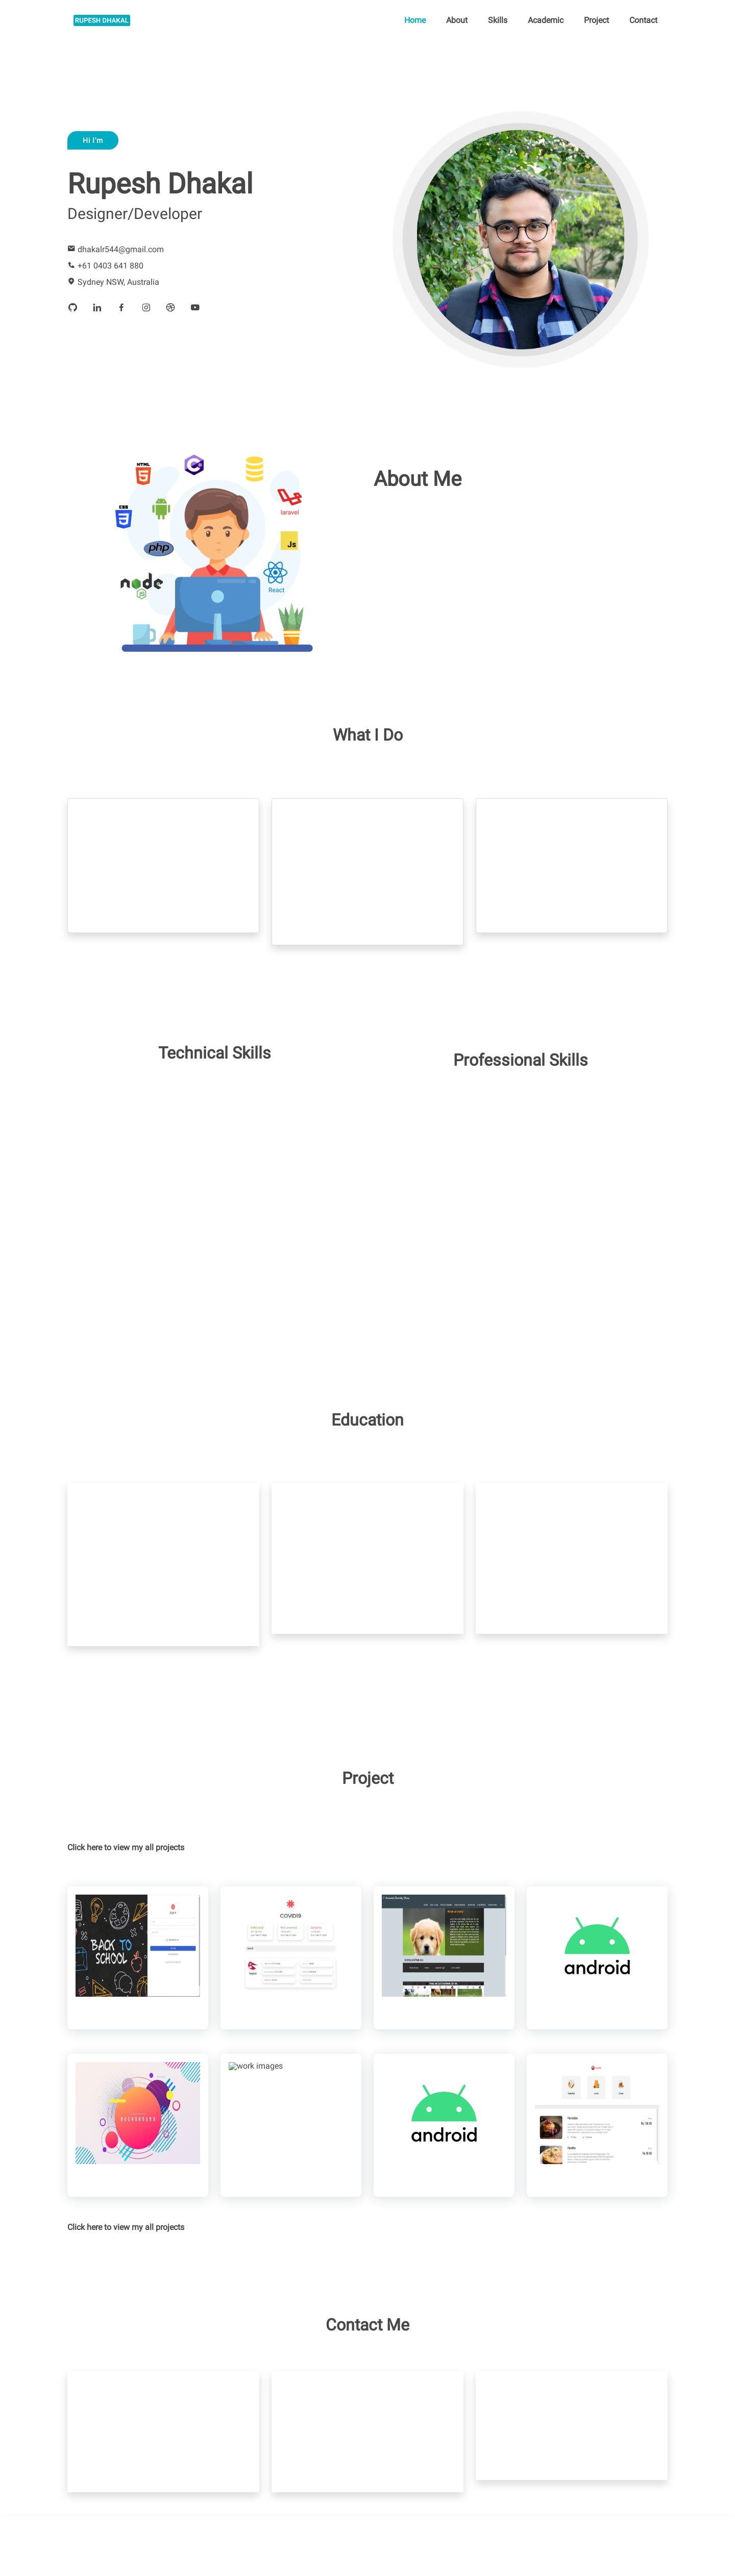 RUPESH DHAKAL
Home About Skills Academic Project Contact
Hi I'm
Rupesh Dhakal
Designer/Developer
dhakalr544@gmail.com
+61 0403 641 880
Sydney NSW, Australia
HTML
laravel
php
Js
node
JS
React
About Me
What I Do
Technical Skills
Professional Skills
Education
Project
Click here to view my all projects
BACK TO
SCHOOL
COVID19
android
work images
android
Click here to view my all projects
Contact Me